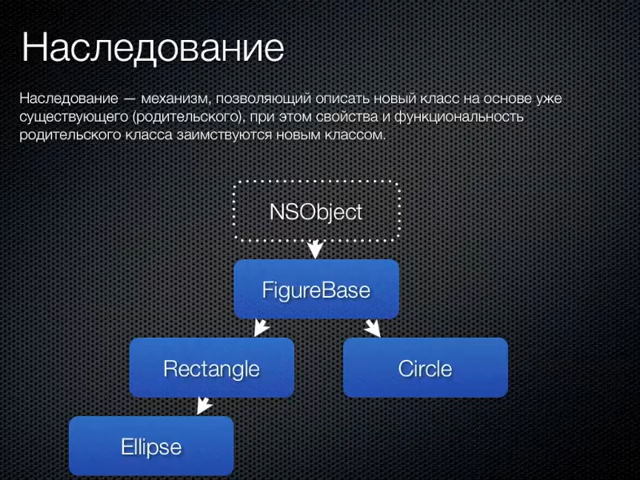 Наследование
Наследование — механизм, позволяющий описать новый класс на основе уже
существующего (родительского), при этом свойства и функциональность
родительского класса заимствуются новым классом.
NSObject
FigureBase
Rectangle
Circle
Ellipse